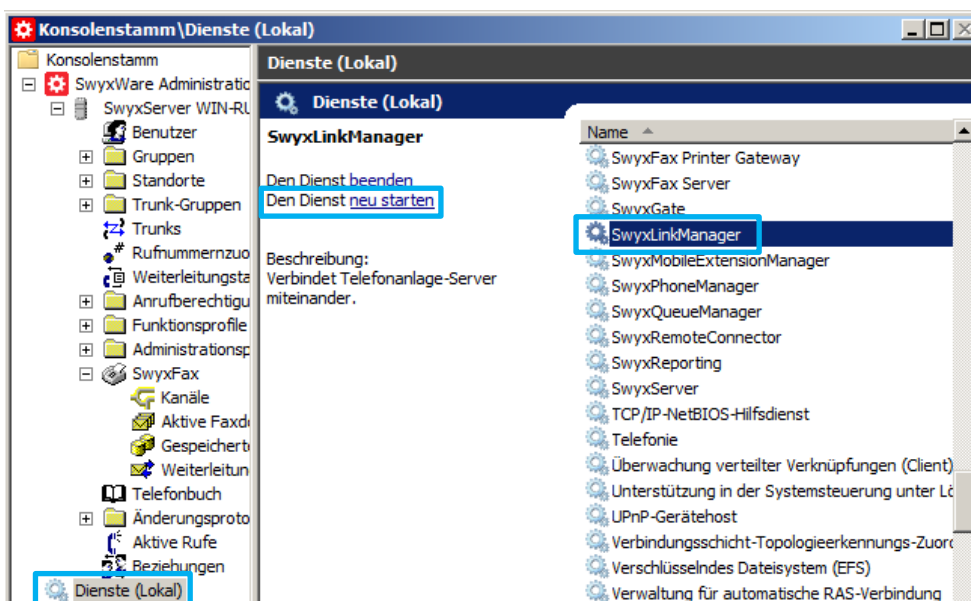 Konsolenstamm\Dienste (Lokal)
Konsolenstamm
SwyxWare Administratio
SwyxServer WIN-RU
Benutzer
Gruppen
Standorte
Trunk-Gruppen
Trunks
Rufnummernzuo
Weiterleitungsta
Anrufberechtigu
Funktionsprofile
Administrationsp
SwyxFax
Kanäle
Aktive Faxdo
Gespeicherte
Weiterleitun
Telefonbuch
Änderungsproto
Aktive Rufe
Beziehungen
Dienste (Lokal)
Dienste (Lokal)
Dienste (Lokal)
SwyxLinkManager
Den Dienst beenden
Den Dienst neu starten
Beschreibung:
Verbindet Telefonanlage-Server
miteinander.
Name
SwyxFax Printer Gateway
SwyxFax Server
SwyxGate
SwyxLinkManager
SwyxMobileExtensionManager
SwyxPhoneManager
SwyxQueueManager
SwyxRemoteConnector
SwyxReporting
SwyxServer
TCP/IP-NetBIOS-Hilfsdienst
Telefonie
Überwachung verteilter Verknüpfungen (Client)
Unterstützung in der Systemsteuerung unter Lö
UPnP-Gerätehost
Verbindungsschicht-Topologieerkennungs-Zuord
Verschlüsselndes Dateisystem (EFS)
Verwaltung für automatische RAS-Verbindung